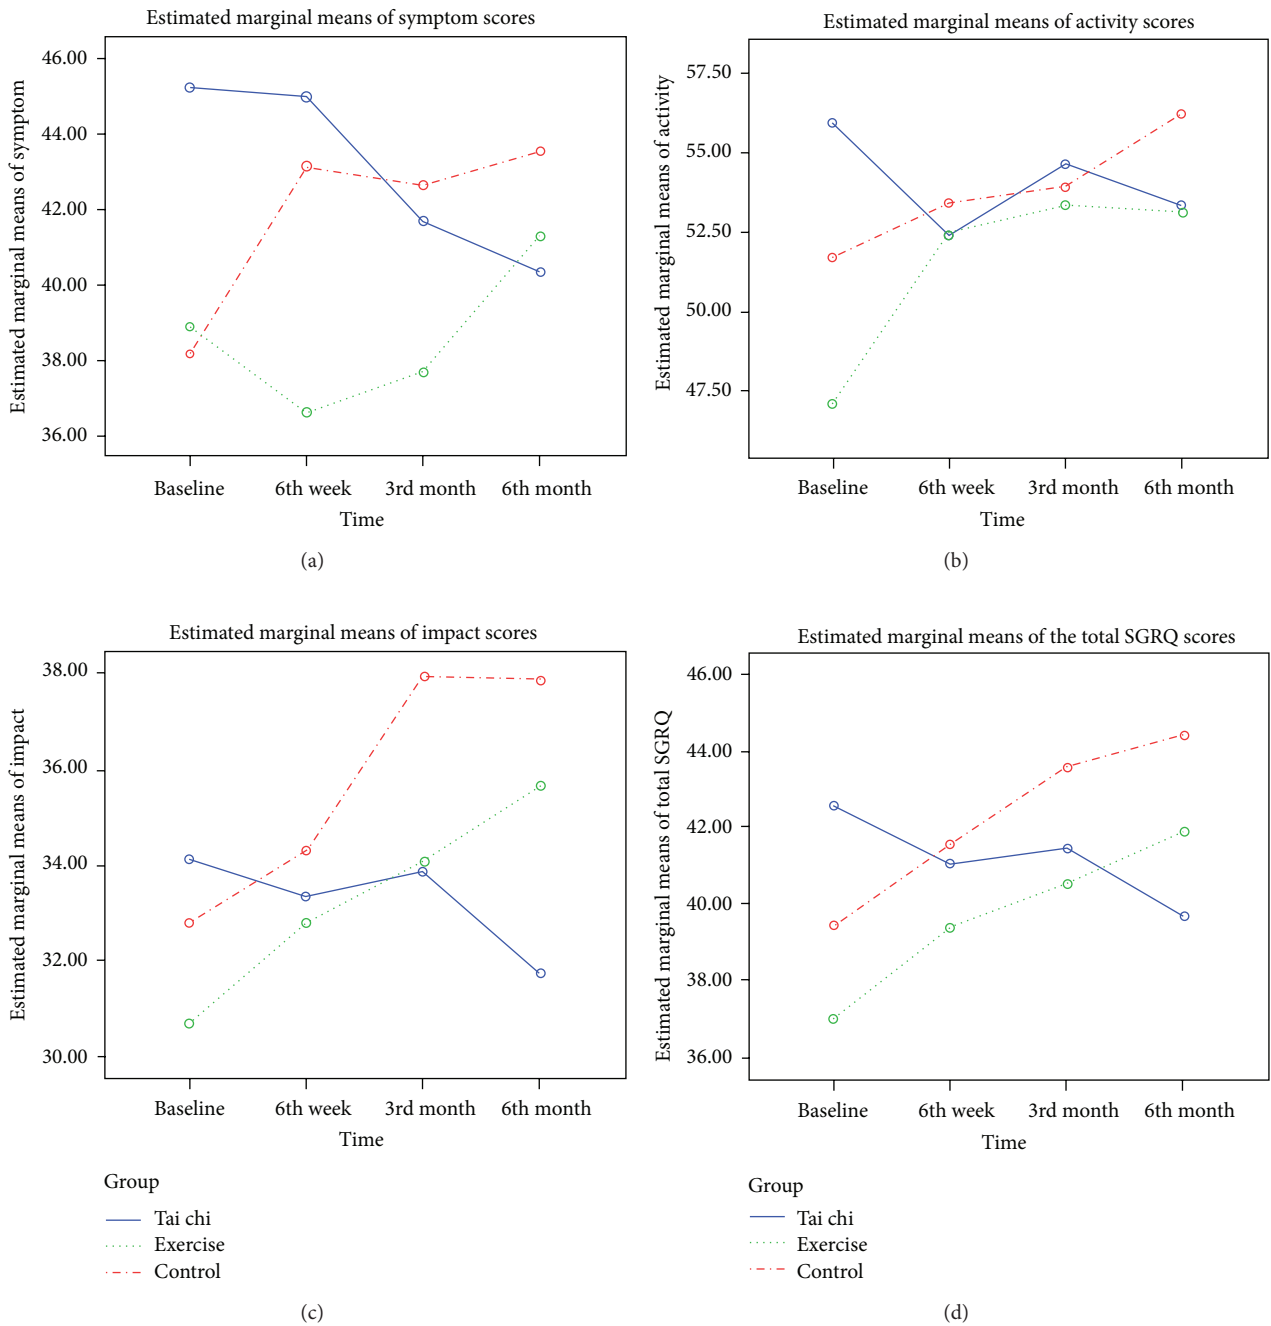 Estimated marginal means of symptom scores
Estimated marginal means of symptom
46.00
44.00
42.00
40.00
38.00
36.00
Baseline 6th week 3rd month 6th month
Time
(a)
Estimated marginal means of activity scores
Estimated marginal means of activity
57.50
55.00
52.50
50.00
47.50
Baseline 6th week 3rd month 6th month
Time
(b)
Estimated marginal means of impact scores
Estimated marginal means of impact
38.00
36.00
34.00
32.00
30.00
Baseline 6th week 3rd month 6th month
Time
Group
Tai chi
Exercise
Control
(c)
Estimated marginal means of the total SGRQ scores
Estimated marginal means of total SGRQ
46.00
44.00
42.00
40.00
38.00
36.00
Baseline 6th week 3rd month 6th month
Time
Group
Tai chi
Exercise
Control
(d)